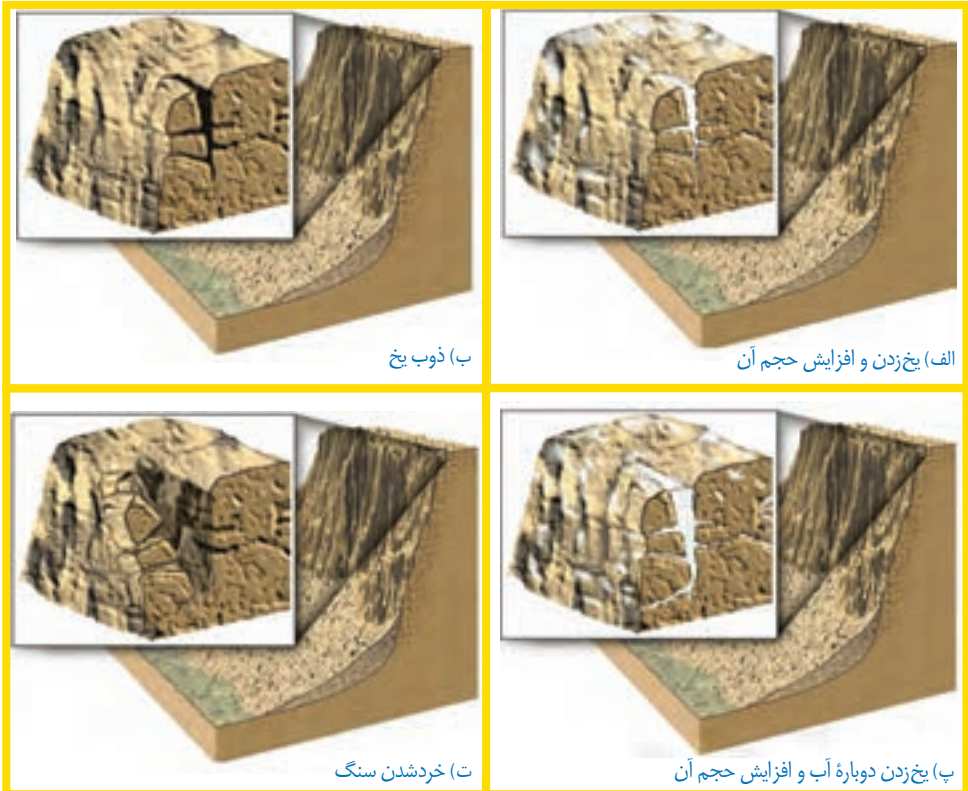 الف) یخ‌زدن و افزایش حجم آن
ب) ذوب یخ
پ) یخ‌زدن دوبارهٔ آب و افزایش حجم آن
ت) خردشدن سنگ